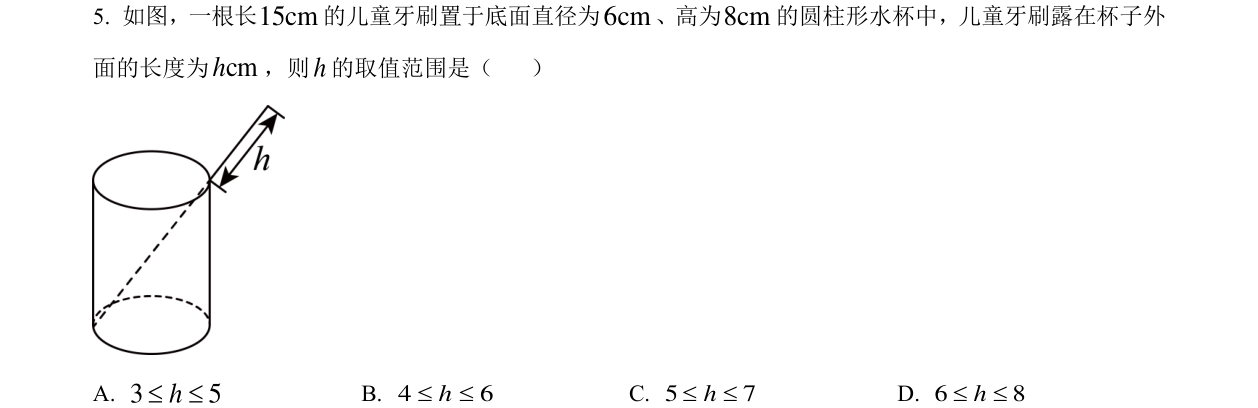 5. 如图，一根长15cm 的儿童牙刷置于底面直径为6cm、高为8cm 的圆柱形水杯中，儿童牙刷露在杯子外
面的长度为hcm，则h 的取值范围是（　　）
h
A. 3≤h≤5 B. 4≤h≤6 C. 5≤h≤7 D. 6≤h≤8